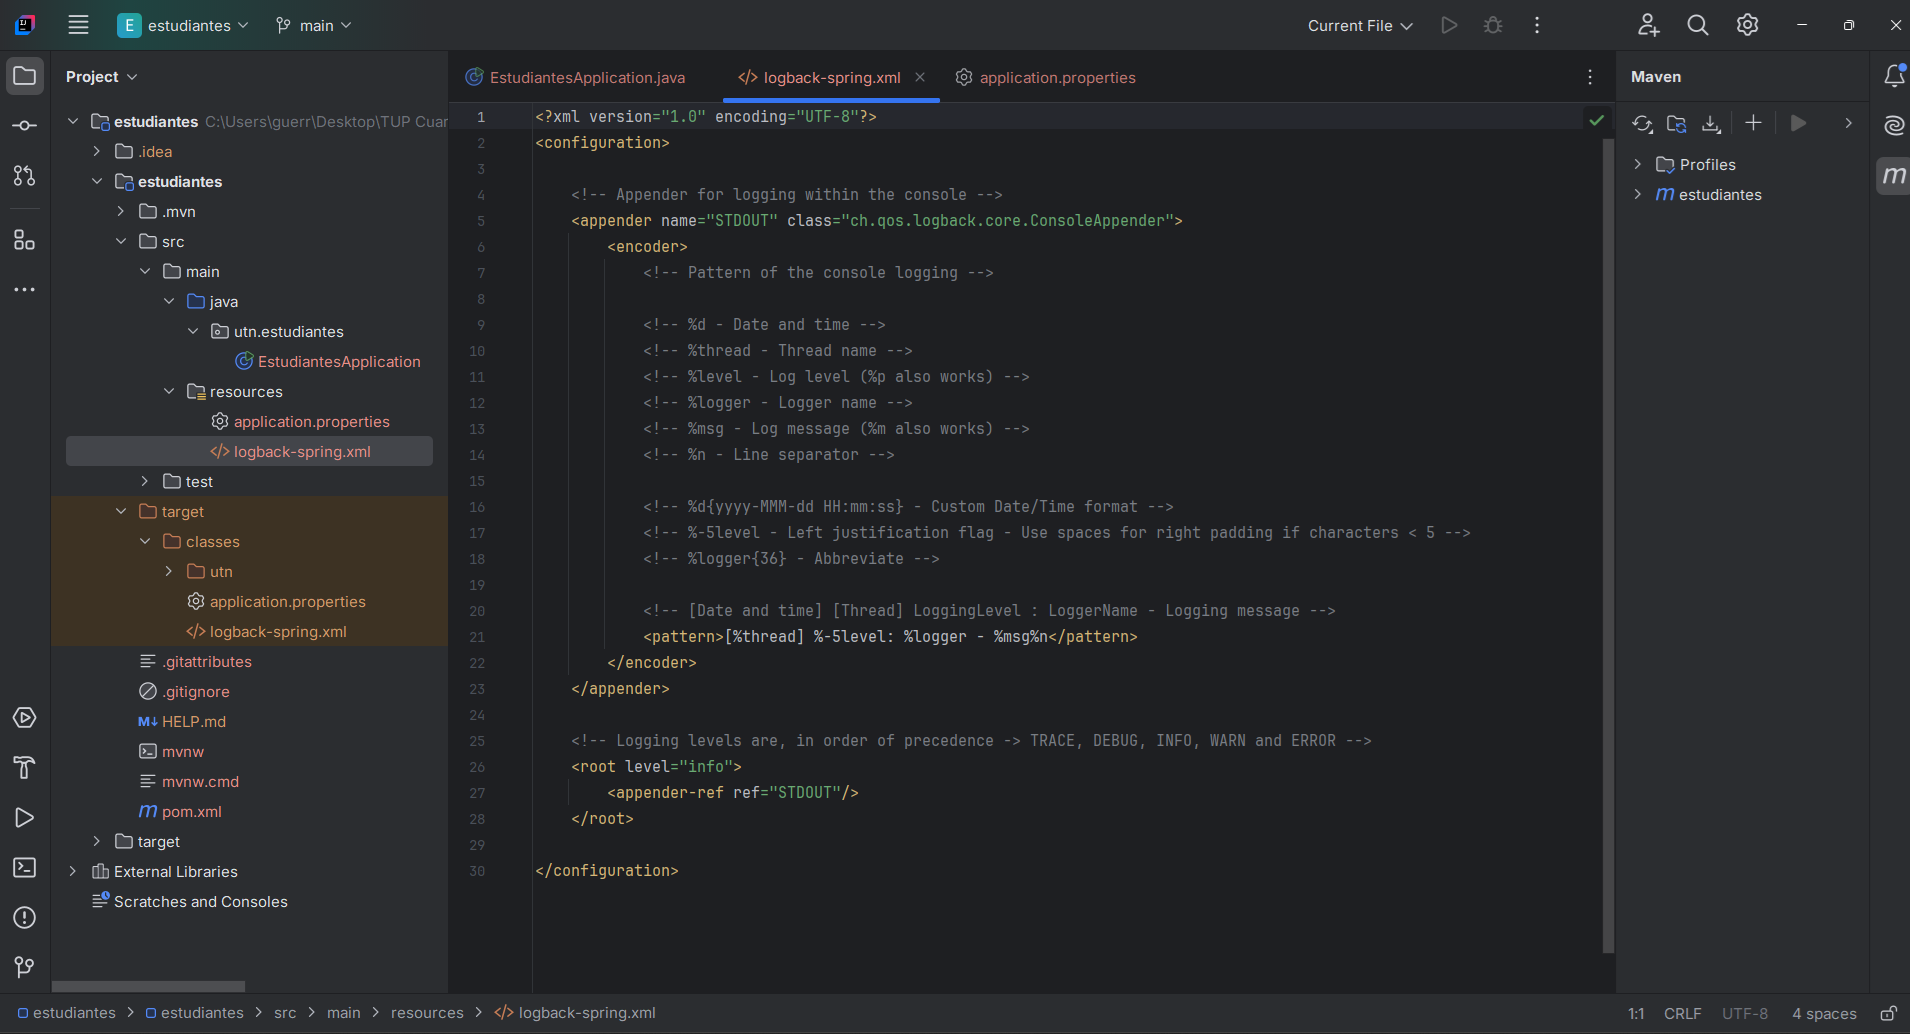 E estudiantes main Current File
Project
estudiantes C:\Users\guerr\Desktop\TUP Cuar
.idea
estudiantes
.mvn
src
main
java
utn.estudiantes
EstudiantesApplication
resources
application.properties
logback-spring.xml
test
target
classes
utn
application.properties
logback-spring.xml
.gitattributes
.gitignore
M↓ HELP.md
mvnw
mvnw.cmd
m pom.xml
target
External Libraries
Scratches and Consoles
EstudiantesApplication.java logback-spring.xml application.properties
1 <?xml version="1.0" encoding="UTF-8"?>
2 <configuration>
3
4 <!-- Appender for logging within the console -->
5 <appender name="STDOUT" class="ch.qos.logback.core.ConsoleAppender">
6 <encoder>
7 <!-- Pattern of the console logging -->
8
9 <!-- %d - Date and time -->
10 <!-- %thread - Thread name -->
11 <!-- %level - Log level (%p also works) -->
12 <!-- %logger - Logger name -->
13 <!-- %msg - Log message (%m also works) -->
14 <!-- %n - Line separator -->
15
16 <!-- %d{yyyy-MMM-dd HH:mm:ss} - Custom Date/Time format -->
17 <!-- %-5level - Left justification flag - Use spaces for right padding if characters < 5 -->
18 <!-- %logger{36} - Abbreviate -->
19
20 <!-- [Date and time] [Thread] LoggingLevel : LoggerName - Logging message -->
21 <pattern>[%thread] %-5level: %logger - %msg%n</pattern>
22 </encoder>
23 </appender>
24
25 <!-- Logging levels are, in order of precedence -> TRACE, DEBUG, INFO, WARN and ERROR -->
26 <root level="info">
27 <appender-ref ref="STDOUT"/>
28 </root>
29
30 </configuration>
Maven
Profiles
m estudiantes
m
estudiantes > estudiantes > src > main > resources > logback-spring.xml
1:1 CRLF UTF-8 4 spaces